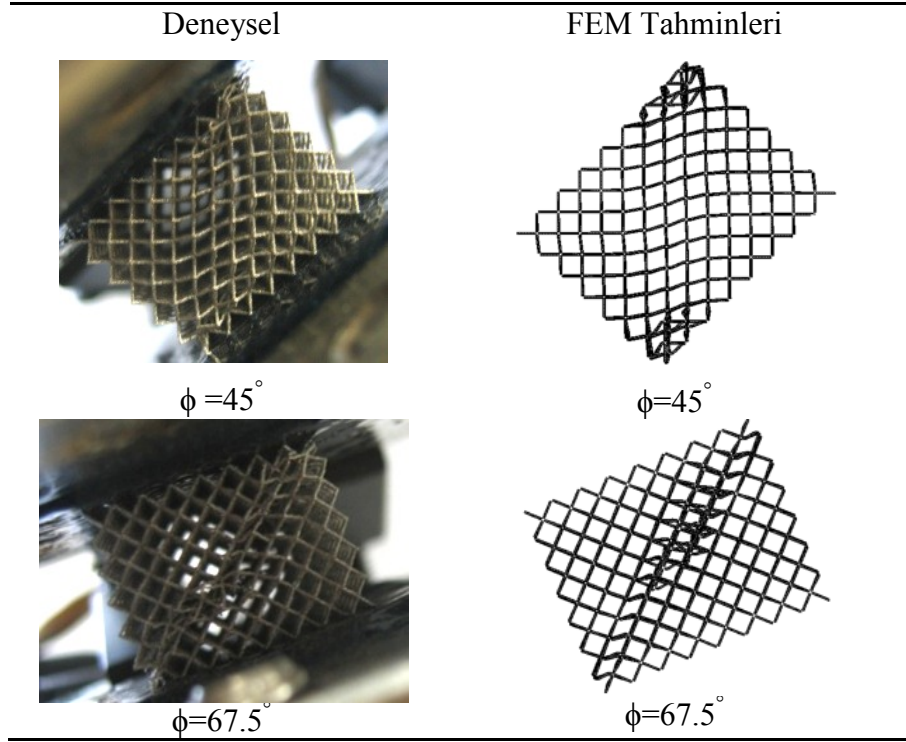 Deneysel
FEM Tahminleri
ϕ =45°
ϕ=45°
ϕ=67.5°
ϕ=67.5°